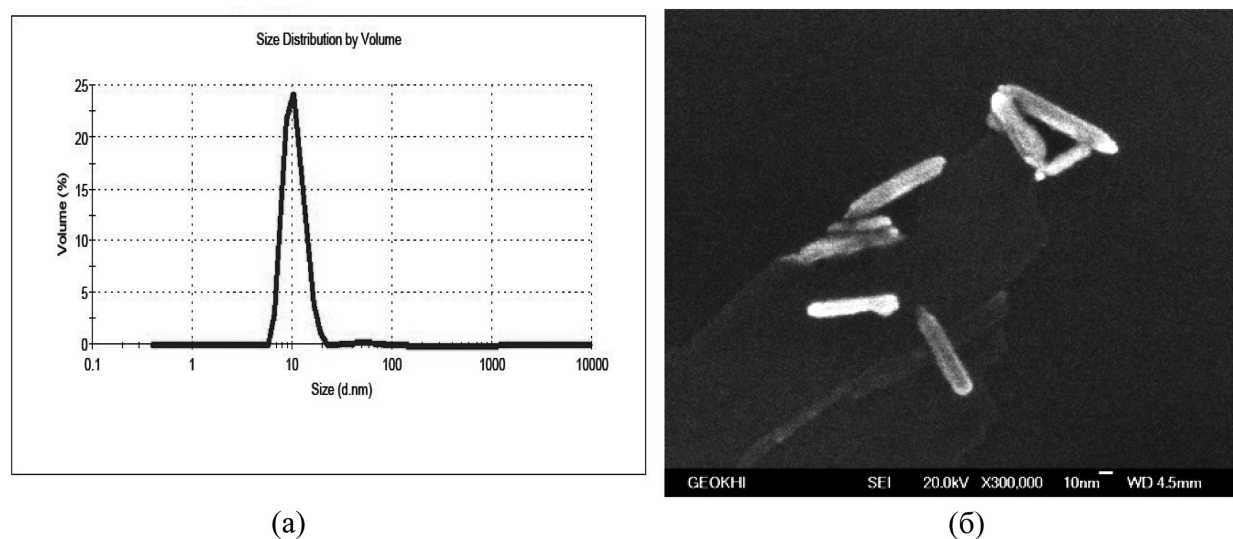 Size Distribution by Volume
Volume (%)
25
20
15
10
5
0
0.1 1 10 100 1000 10000
Size (d.nm)
GEOKHI SEI 20.0kV X300,000 10nm WD 4.5mm
(а) (б)